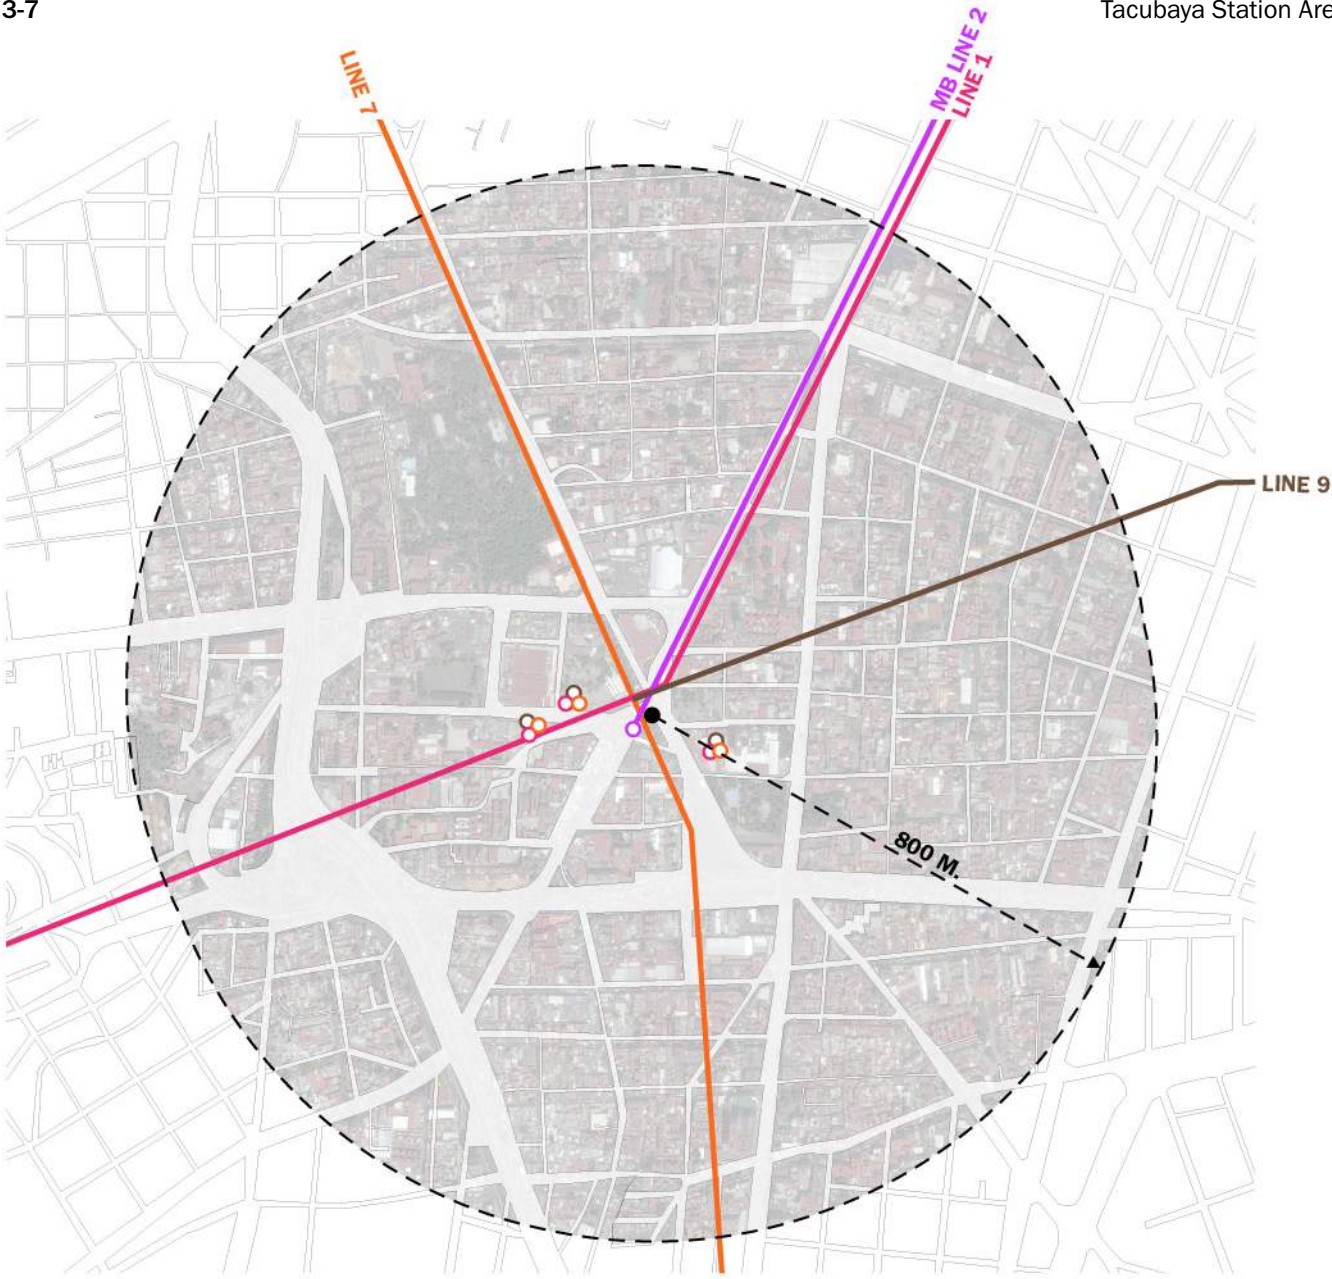 3-7
Tacubaya Station Are
LINE 7
MB LINE 2
LINE 1
LINE 9
800 M.